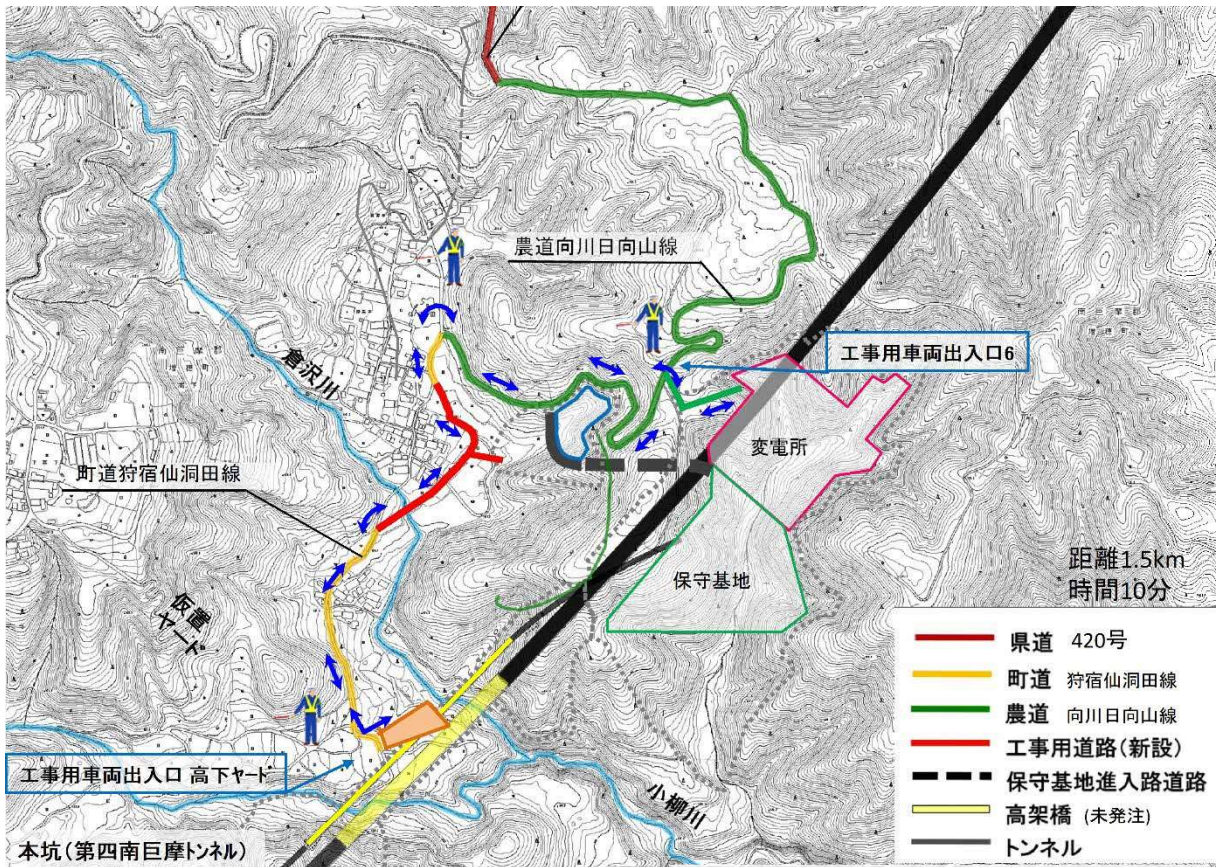 農道向川日向山線
工事用車両出入口6
倉沢川
変電所
町道狩宿仙洞田線
保守基地
距離1.5km
時間10分
仮置
ヤード
県道 420号
町道 狩宿仙洞田線
農道 向川日向山線
工事用道路(新設)
保守基地進入路道路
高架橋 (未発注)
トンネル
工事用車両出入口 高下ヤード
小柳川
本坑(第四南巨摩トンネル)